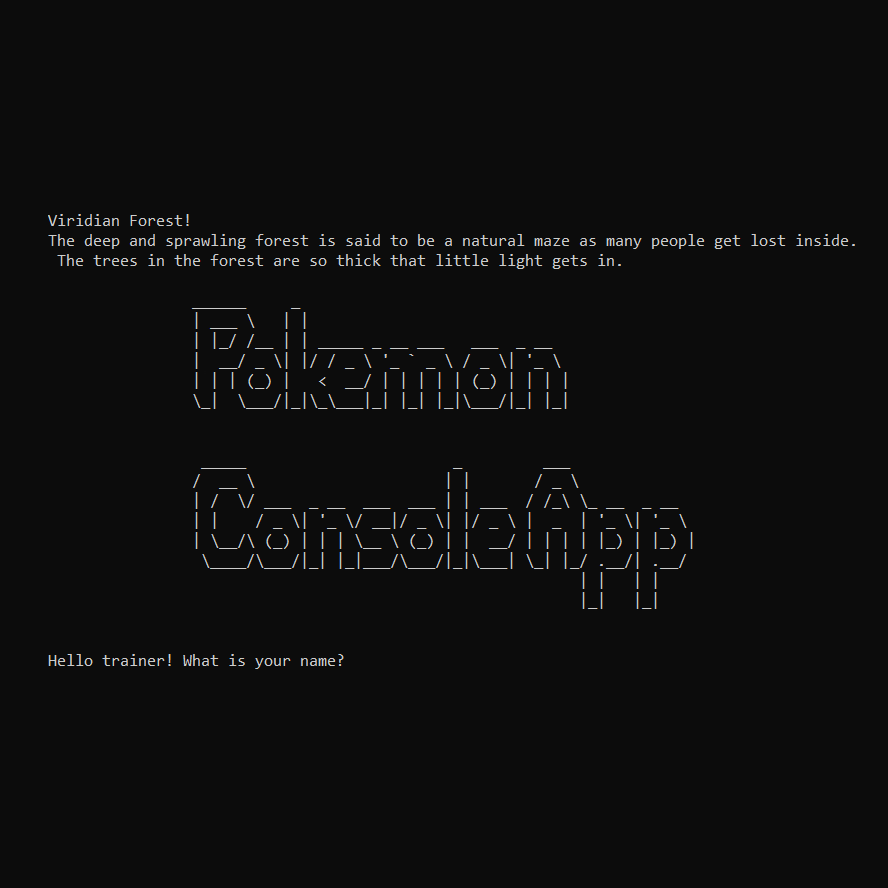 Viridian Forest!
The deep and sprawling forest is said to be a natural maze as many people get lost inside.
The trees in the forest are so thick that little light gets in.
Pokemon
ConsoleApp
Hello trainer! What is your name?